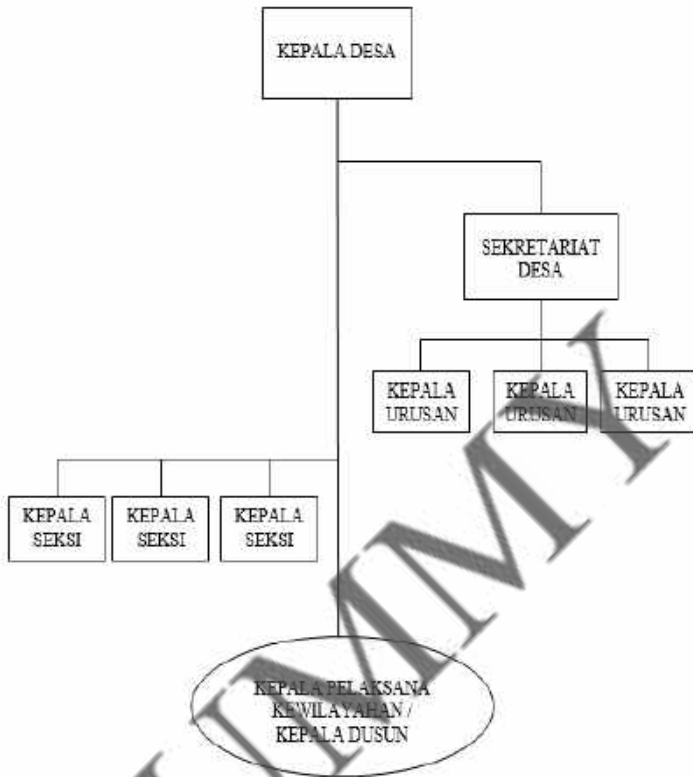 KEPALA DESA
SEKRETARIAT
DESA
KEPALA
URUSAN
KEPALA
URUSAN
KEPALA
URUSAN
KEPALA
SEKSI
KEPALA
SEKSI
KEPALA
SEKSI
KEPALA PELAKSANA
KEWILAYAHAN /
KEPALA DUSUN
UMMY